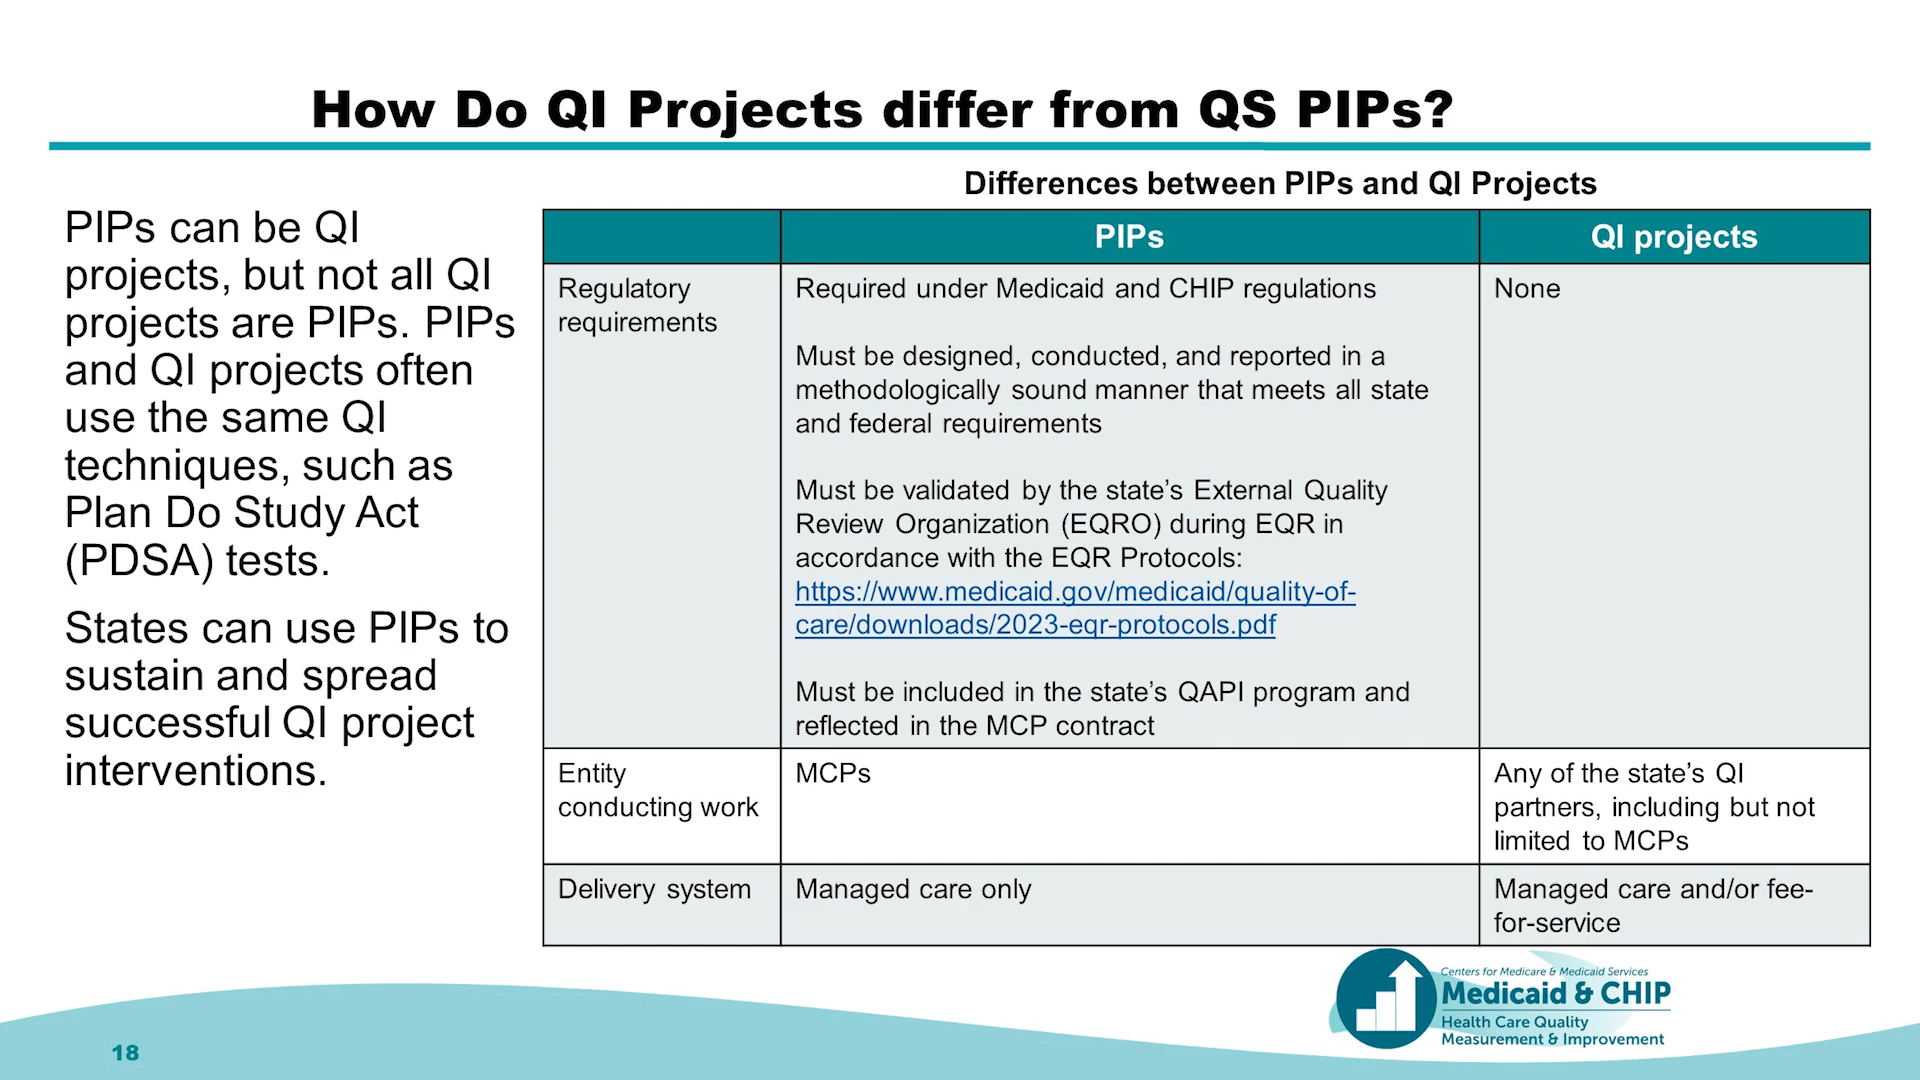 How Do QI Projects differ from QS PIPs?
PIPs can be QI
projects, but not all QI
projects are PIPs. PIPs
and QI projects often
use the same QI
techniques, such as
Plan Do Study Act
(PDSA) tests.
States can use PIPs to
sustain and spread
successful QI project
interventions.
Differences between PIPs and QI Projects
PIPs
QI projects
Regulatory
requirements
Required under Medicaid and CHIP regulations
Must be designed, conducted, and reported in a
methodologically sound manner that meets all state
and federal requirements
Must be validated by the state’s External Quality
Review Organization (EQRO) during EQR in
accordance with the EQR Protocols:
https://www.medicaid.gov/medicaid/quality-of-
care/downloads/2023-eqr-protocols.pdf
Must be included in the state’s QAPI program and
reflected in the MCP contract
None
Entity
conducting work
MCPs
Any of the state’s QI
partners, including but not
limited to MCPs
Delivery system
Managed care only
Managed care and/or fee-
for-service
Centers for Medicare & Medicaid Services
Medicaid & CHIP
Health Care Quality
Measurement & Improvement
18